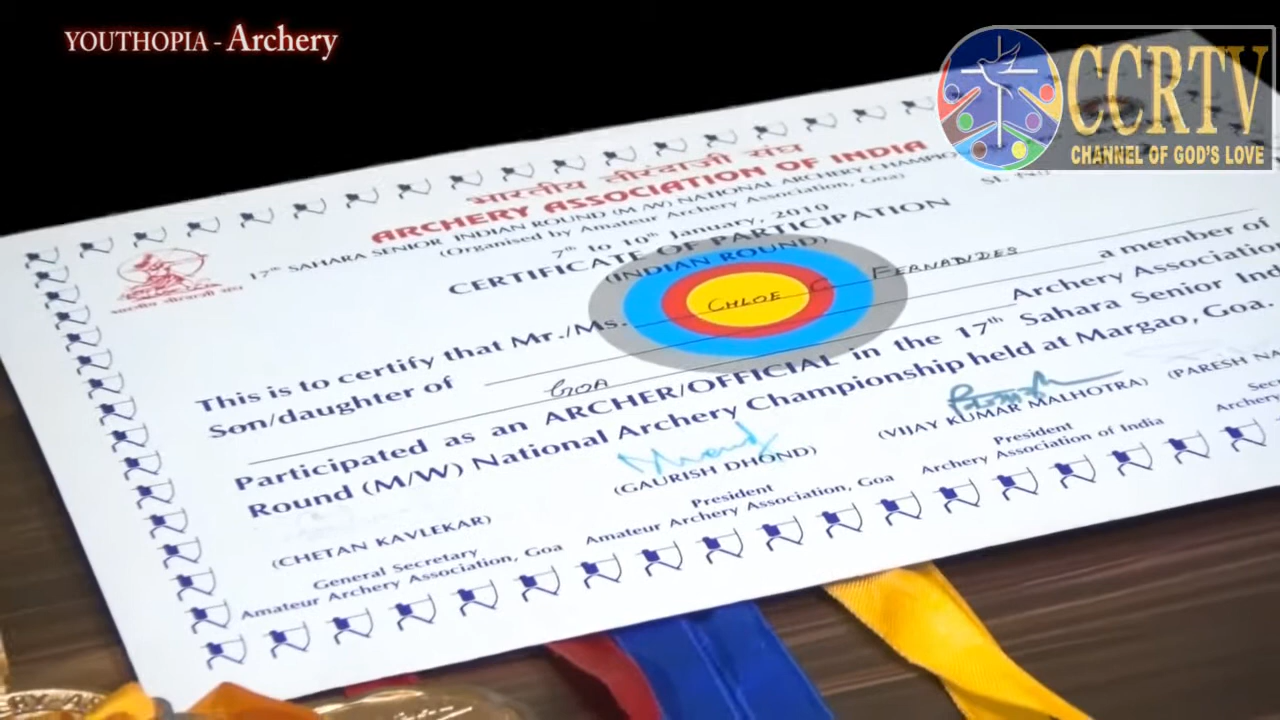 YOUTHOPIA - Archery
CCRTV
CHANNEL OF GOD'S LOVE
भारतीय तीरंदाजी संघ
ARCHERY ASSOCIATION OF INDIA
17th SAHARA SENIOR INDIAN ROUND (M/W) NATIONAL ARCHERY
(Organised by Amateur Archery Association, Goa)
7th to 10th January, 2010
CERTIFICATE OF PARTICIPATION
(INDIAN ROUND)
भारतीय तीरंदाजी संघ
This is to certify that Mr./Ms. CHLOE C. FERNANDES a member of
Son/daughter of
GOA Archery Association
Participated as an ARCHER/OFFICIAL in the 17th Sahara Senior
Round (M/W) National Archery Championship held at Margao, Goa.
(CHETAN KAVLEKAR)
General Secretary
Amateur Archery Association, Goa
(GAURISH DHOND)
President
Amateur Archery Association, Goa
(VIJAY KUMAR MALHOTRA)
President
Archery Association of India
(PARESH
Archery